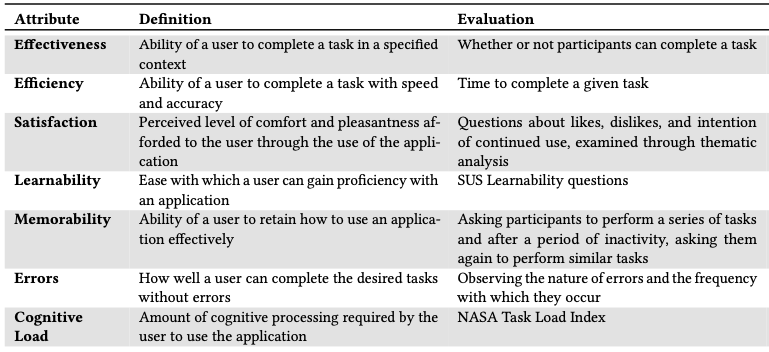 Attribute Definition Evaluation
Effectiveness Ability of a user to complete a task in a specified Whether or not participants can complete a task
context
Efficiency Ability of a user to complete a task with speed Time to complete a given task
and accuracy
Satisfaction Perceived level of comfort and pleasantness af- Questions about likes, dislikes, and intention
forded to the user through the use of the appli- of continued use, examined through thematic
cation analysis
Learnability Ease with which a user can gain proficiency with SUS Learnability questions
an application
Memorability Ability of a user to retain how to use an applica- Asking participants to perform a series of tasks
tion effectively and after a period of inactivity, asking them
again to perform similar tasks
Errors How well a user can complete the desired tasks Observing the nature of errors and the frequency
without errors with which they occur
Cognitive Amount of cognitive processing required by the NASA Task Load Index
Load user to use the application